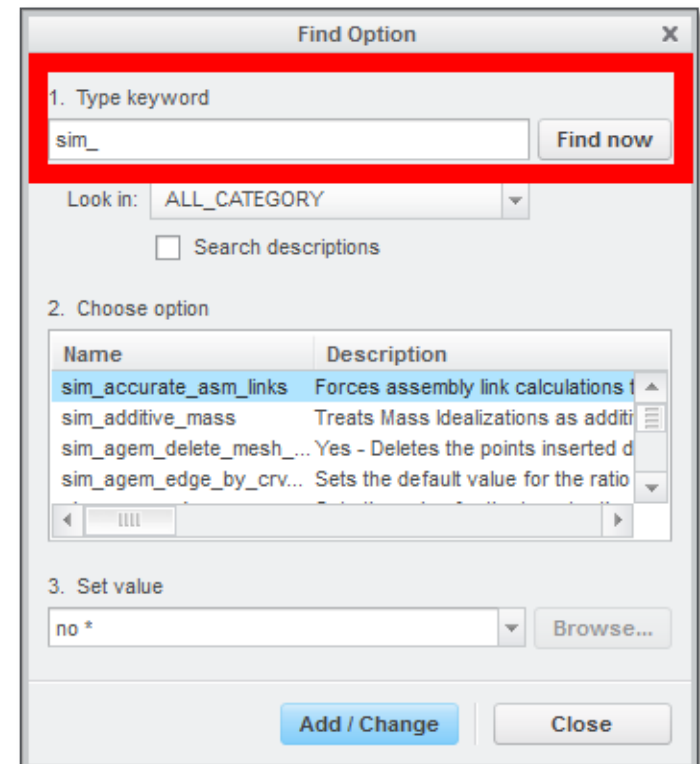 Find Option
1. Type keyword
sim_ Find now
Look in: ALL_CATEGORY
Search descriptions
2. Choose option
Name Description
sim_accurate_asm_links Forces assembly link calculations
sim_additive_mass Treats Mass Idealizations as additi
sim_agem_delete_mesh_... Yes - Deletes the points inserted d
sim_agem_edge_by_crv... Sets the default value for the ratio
3. Set value
no * Browse...
Add / Change Close